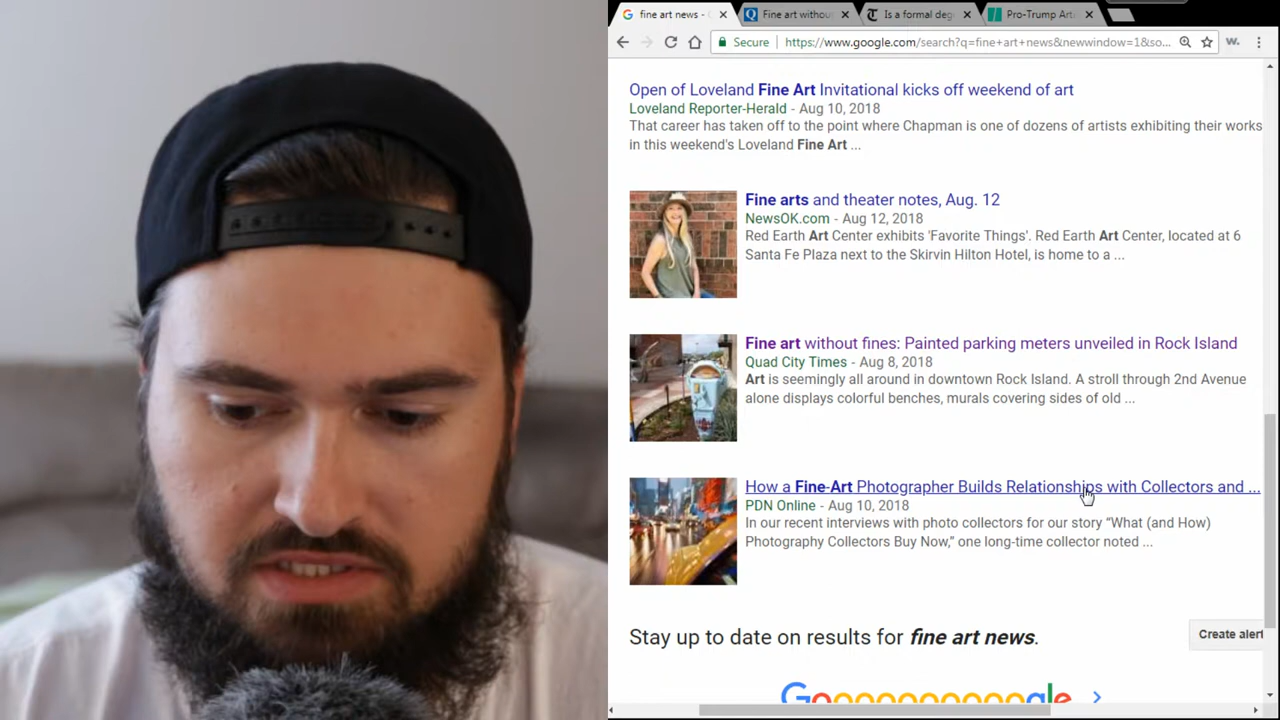 fine art news - G
Fine art withou
Is a formal deg
Pro-Trump Art
Secure
https://www.google.com/search?q=fine+art+news&newwindow=1&so...
w.
Open of Loveland Fine Art Invitational kicks off weekend of art
Loveland Reporter-Herald - Aug 10, 2018
That career has taken off to the point where Chapman is one of dozens of artists exhibiting their works
in this weekend's Loveland Fine Art ...
Fine arts and theater notes, Aug. 12
NewsOK.com - Aug 12, 2018
Red Earth Art Center exhibits 'Favorite Things'. Red Earth Art Center, located at 6
Santa Fe Plaza next to the Skirvin Hilton Hotel, is home to a ...
Fine art without fines: Painted parking meters unveiled in Rock Island
Quad City Times - Aug 8, 2018
Art is seemingly all around in downtown Rock Island. A stroll through 2nd Avenue
alone displays colorful benches, murals covering sides of old ...
How a Fine-Art Photographer Builds Relationships with Collectors and ...
PDN Online - Aug 10, 2018
In our recent interviews with photo collectors for our story “What (and How)
Photography Collectors Buy Now,” one long-time collector noted ...
Stay up to date on results for fine art news.
Create alert
Goooooooooogle